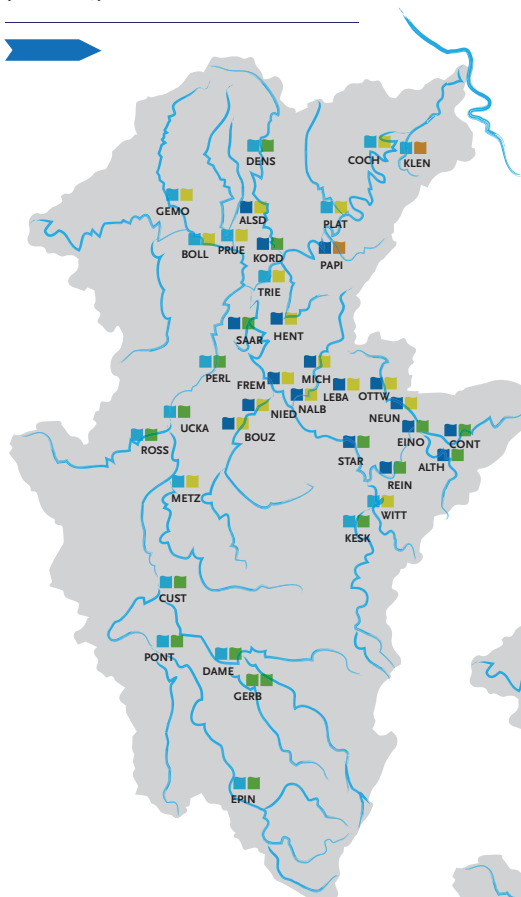 DENS
COCH
KLEN
GEMO
ALSD
PLAT
BOLL
PRUE
KORD
PAPI
TRIE
SAAR
HENT
PERL
FREM
MICH
LEBA
OTTW
NALB
NIED
NEUN
UCKA
BOUZ
EINO
CONT
ROSS
STAR
ALTH
REIN
METZ
WITT
KESK
CUST
PONT
DAME
GERB
EPIN